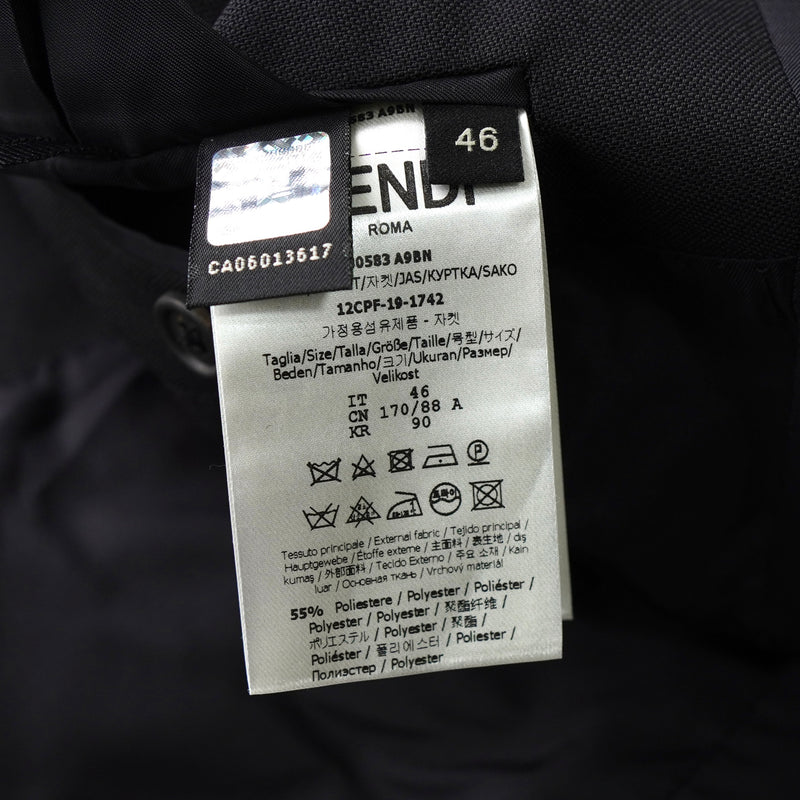 583 A9BN
46
ENDI
ROMA
CA06013617
0583 A9BN
T/자켓/JAS/КУРТКА/SAKO
12CPF-19-1742
가정용섬유제품 - 자켓
Taglia/Size/Talla/Größe/Taille/号型/サイズ/
Beden/Tamanho/크기/Ukuran/Размер/
Velikost
IT 46
CN 170/88 A
KR 90
드라이
Tessuto principale / External fabric / Tejido principal /
Hauptgewebe / Étoffe externe / 主面料 / 表生地 / dış
kumaş / 外部面料 / Tecido Externo / 주요 소재 / Kain
luar / Основная ткань / Vrchový materiál
55% Poliestere / Polyester / Poliéster /
Polyester / Polyester / 聚酯纤维 /
ポリエステル / Polyester / 聚酯 /
Poliéster / 폴리에스터 / Poliester /
Полиэстер / Polyester